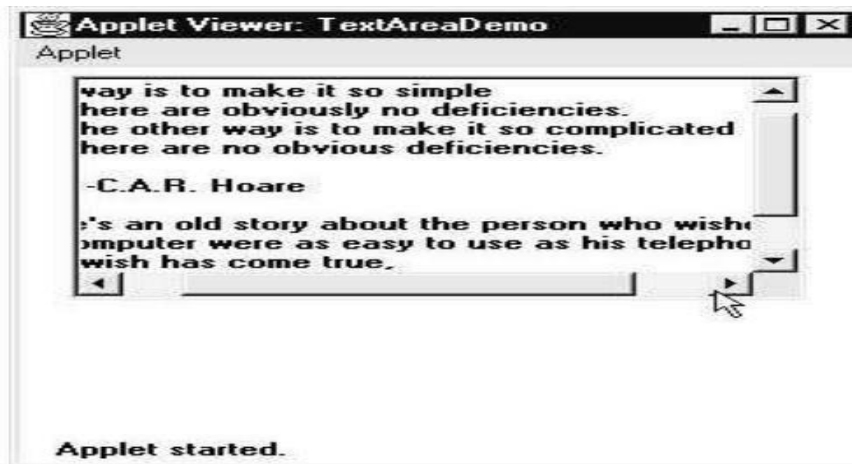 Applet Viewer: TextAreaDemo
Applet
way is to make it so simple
here are obviously no deficiencies.
he other way is to make it so complicated
here are no obvious deficiencies.
-C.A.R. Hoare
e's an old story about the person who wishe
omputer were as easy to use as his telepho
wish has come true,
Applet started.